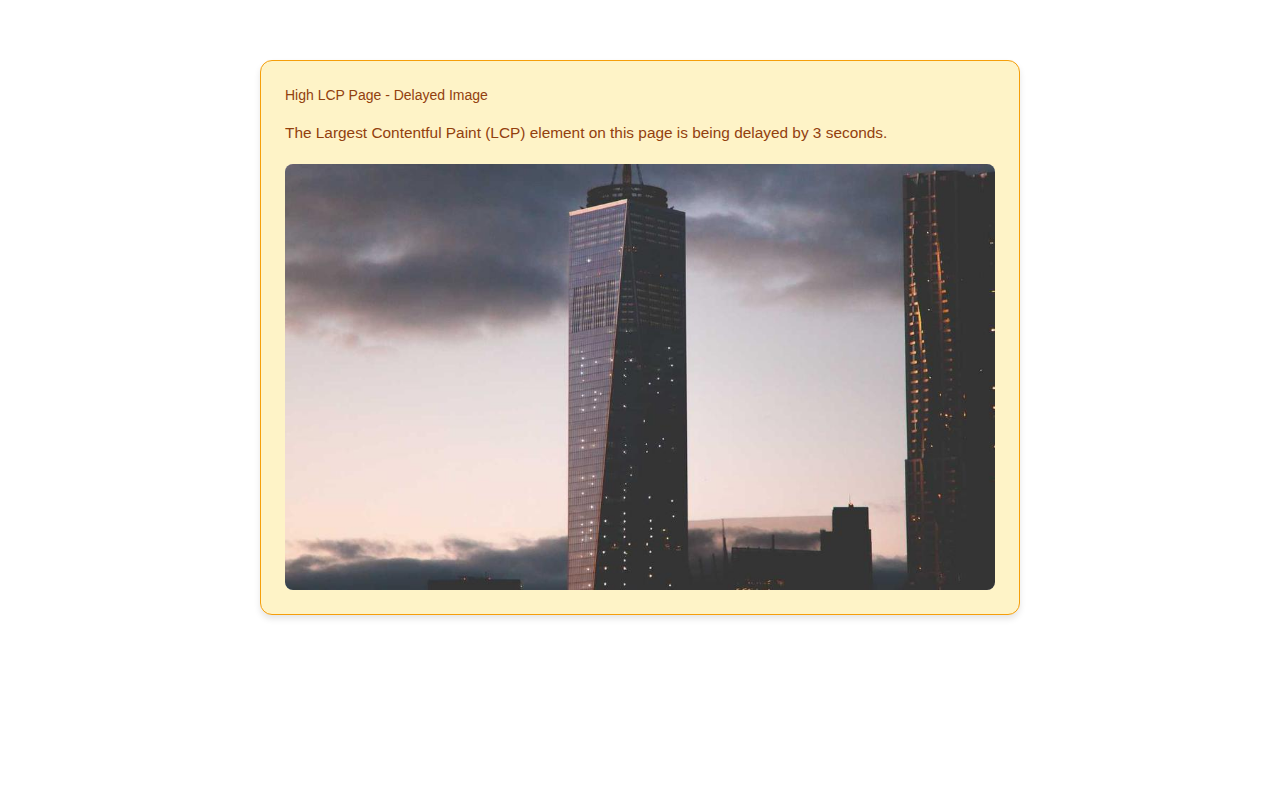 High LCP Page - Delayed Image
The Largest Contentful Paint (LCP) element on this page is being delayed by 3 seconds.